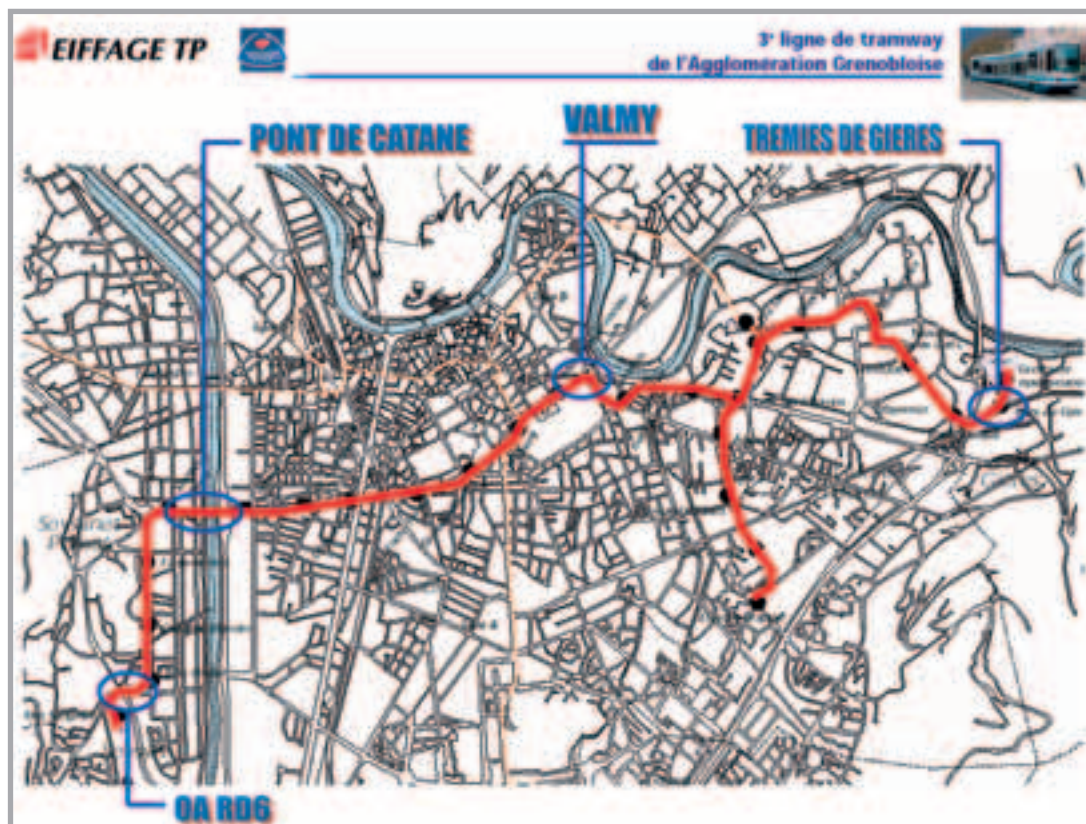 EIFFAGE TP
3e ligne de tramway
de l'Agglomération Grenobloise
PONT DE CATANE
VALMY
TREMIES DE GIERES
OA RD6